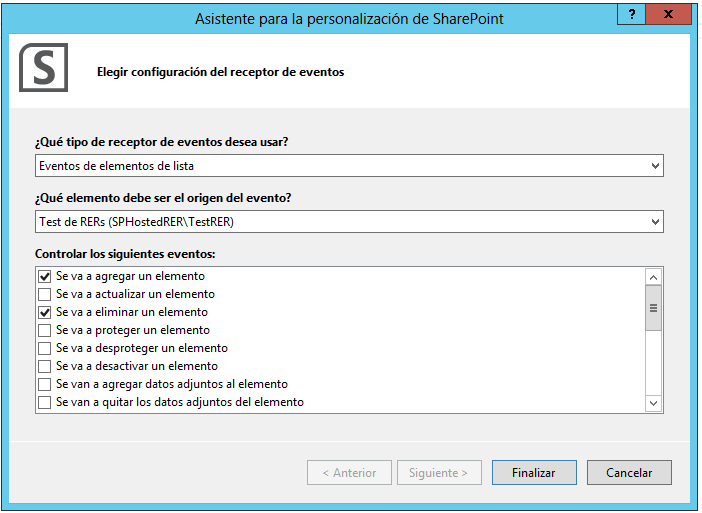 Asistente para la personalización de SharePoint
? x
S
Elegir configuración del receptor de eventos
¿Qué tipo de receptor de eventos desea usar?
Eventos de elementos de lista
¿Qué elemento debe ser el origen del evento?
Test de RERs (SPHostedRER\TestRER)
Controlar los siguientes eventos:
Se va a agregar un elemento
Se va a actualizar un elemento
Se va a eliminar un elemento
Se va a proteger un elemento
Se va a desproteger un elemento
Se va a desactivar un elemento
Se van a agregar datos adjuntos al elemento
Se van a quitar los datos adjuntos del elemento
< Anterior Siguiente > Finalizar Cancelar